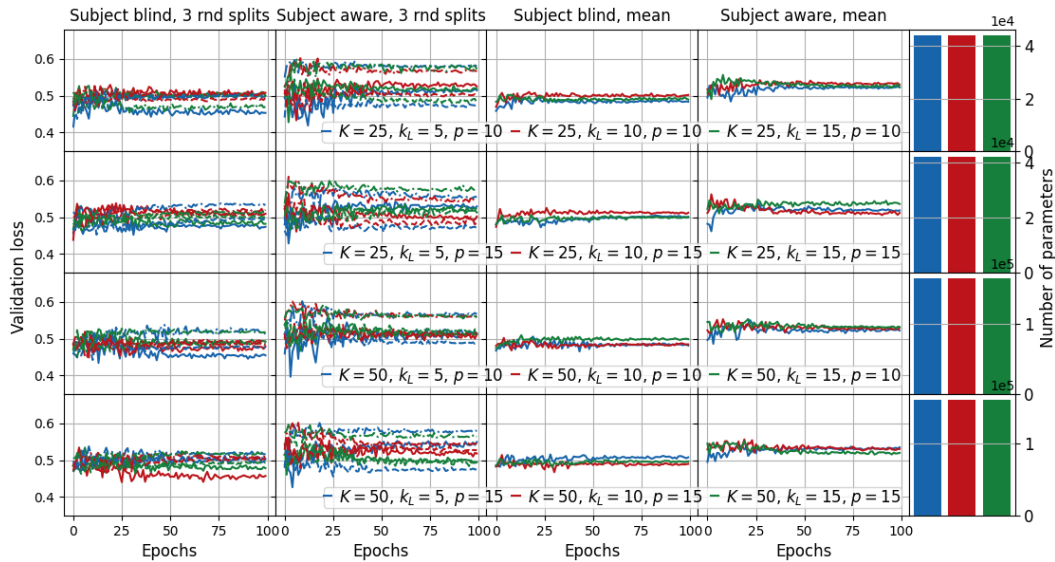 Subject blind, 3 rnd splits Subject aware, 3 rnd splits Subject blind, mean Subject aware, mean 1e4
0.6 4
0.5 2
0.4 K = 25, k_L = 5, p = 10 K = 25, k_L = 10, p = 10 K = 25, k_L = 15, p = 10 0
1e4
0.6 4
0.5 2
0.4 K = 25, k_L = 5, p = 15 K = 25, k_L = 10, p = 15 K = 25, k_L = 15, p = 15 0
1e5
0.6
0.5 1
0.4 K = 50, k_L = 5, p = 10 K = 50, k_L = 10, p = 10 K = 50, k_L = 15, p = 10 0
1e5
0.6
0.5 1
0.4 K = 50, k_L = 5, p = 15 K = 50, k_L = 10, p = 15 K = 50, k_L = 15, p = 15 0
0 25 50 75 100 0 25 50 75 100 0 25 50 75 100 0 25 50 75 100
Epochs Epochs Epochs Epochs
Validation loss
Number of parameters